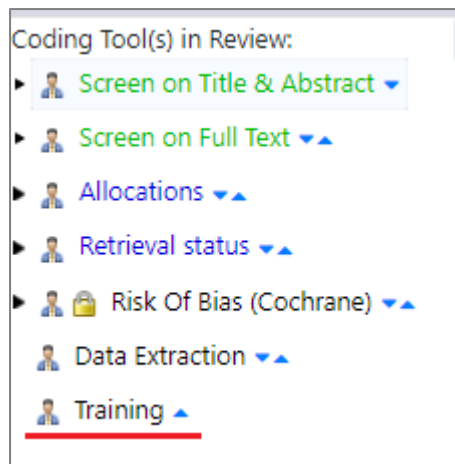 Coding Tool(s) in Review:
Screen on Title & Abstract
Screen on Full Text
Allocations
Retrieval status
Risk Of Bias (Cochrane)
Data Extraction
Training